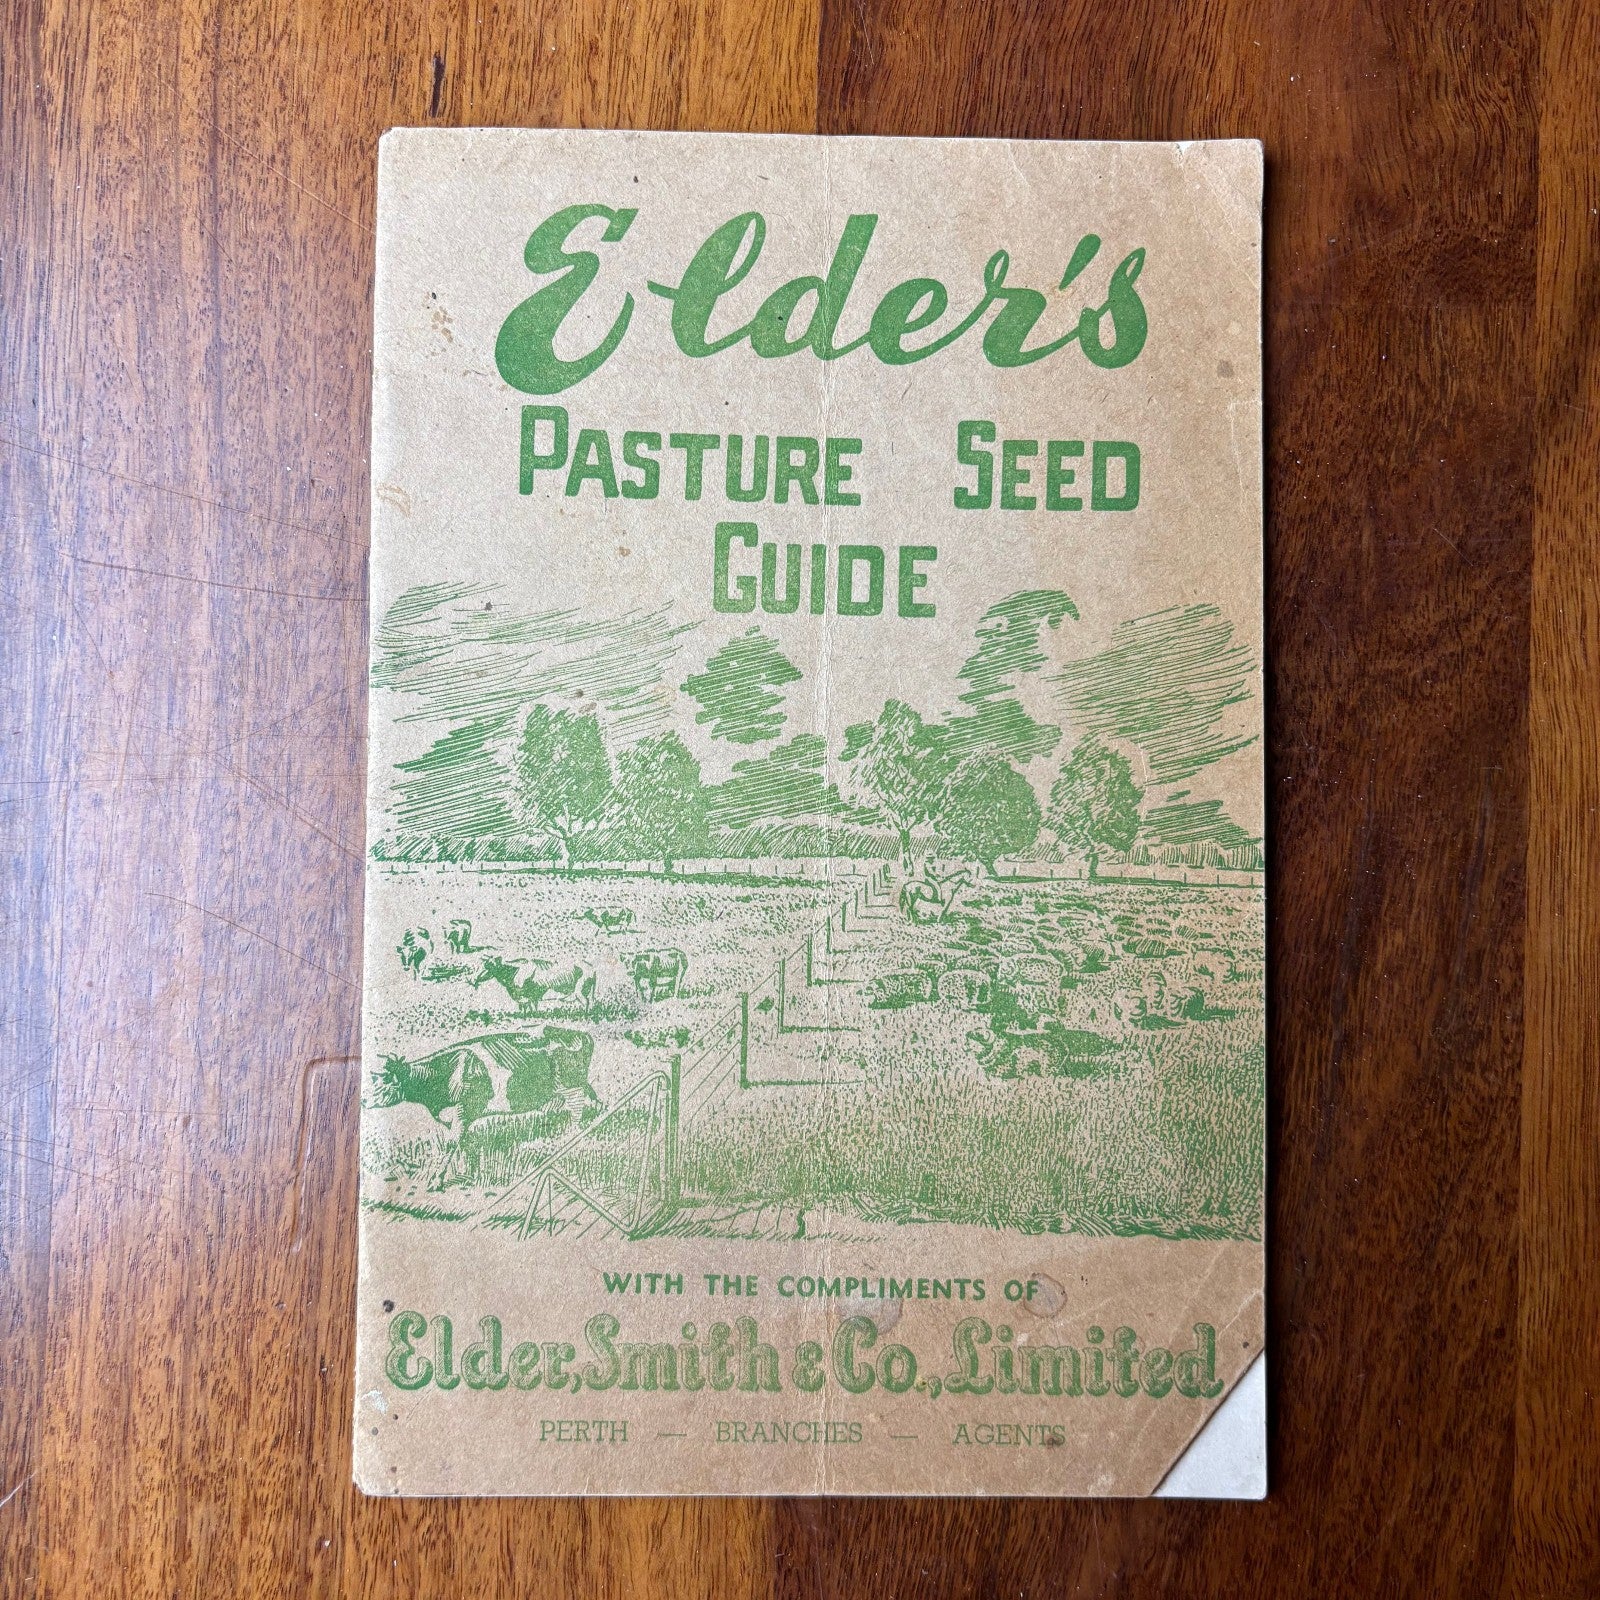 Elder's
PASTURE SEED
GUIDE
WITH THE COMPLIMENTS OF
Elder, Smith & Co., Limited
PERTH — BRANCHES — AGENTS